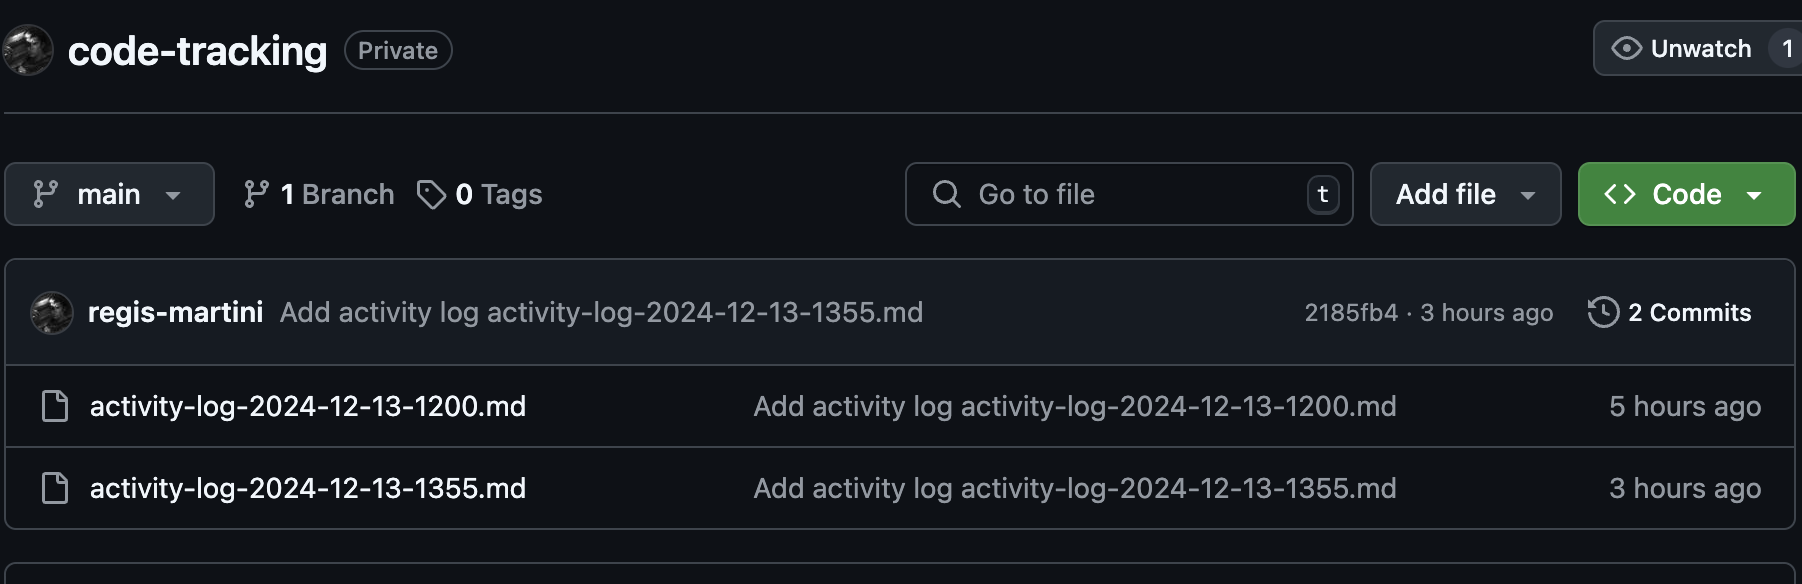 code-tracking Private Unwatch 1
main 1 Branch 0 Tags Go to file t Add file Code
regis-martini Add activity log activity-log-2024-12-13-1355.md 2185fb4 · 3 hours ago 2 Commits
activity-log-2024-12-13-1200.md Add activity log activity-log-2024-12-13-1200.md 5 hours ago
activity-log-2024-12-13-1355.md Add activity log activity-log-2024-12-13-1355.md 3 hours ago